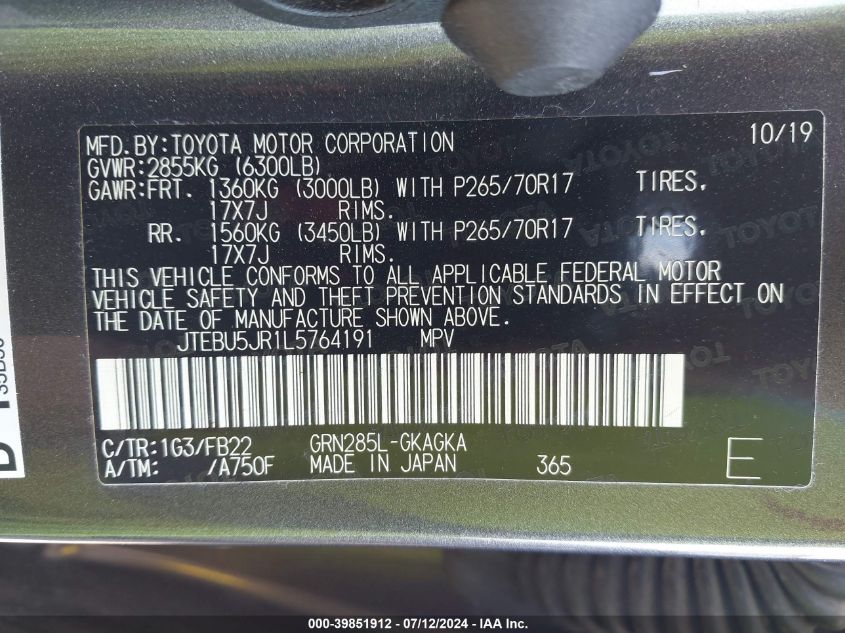 MFD.BY:TOYOTA MOTOR CORPORATION 10/19
GVWR:2855KG (6300LB)
GAWR:FRT. 1360KG (3000LB) WITH P265/70R17 TIRES.
17X7J RIMS.
RR. 1560KG (3450LB) WITH P265/70R17 TIRES.
17X7J RIMS.
THIS VEHICLE CONFORMS TO ALL APPLICABLE FEDERAL MOTOR
VEHICLE SAFETY AND THEFT PREVENTION STANDARDS IN EFFECT ON
THE DATE OF MANUFACTURE SHOWN ABOVE.
JTEBU5JR1L5764191 MPV
C/TR:1G3/FB22 GRN285L-GKAGKA
A/TM: /A750F MADE IN JAPAN 365 E
TOYOTA
TOYOTA
000-39851912 - 07/12/2024 - IAA Inc.